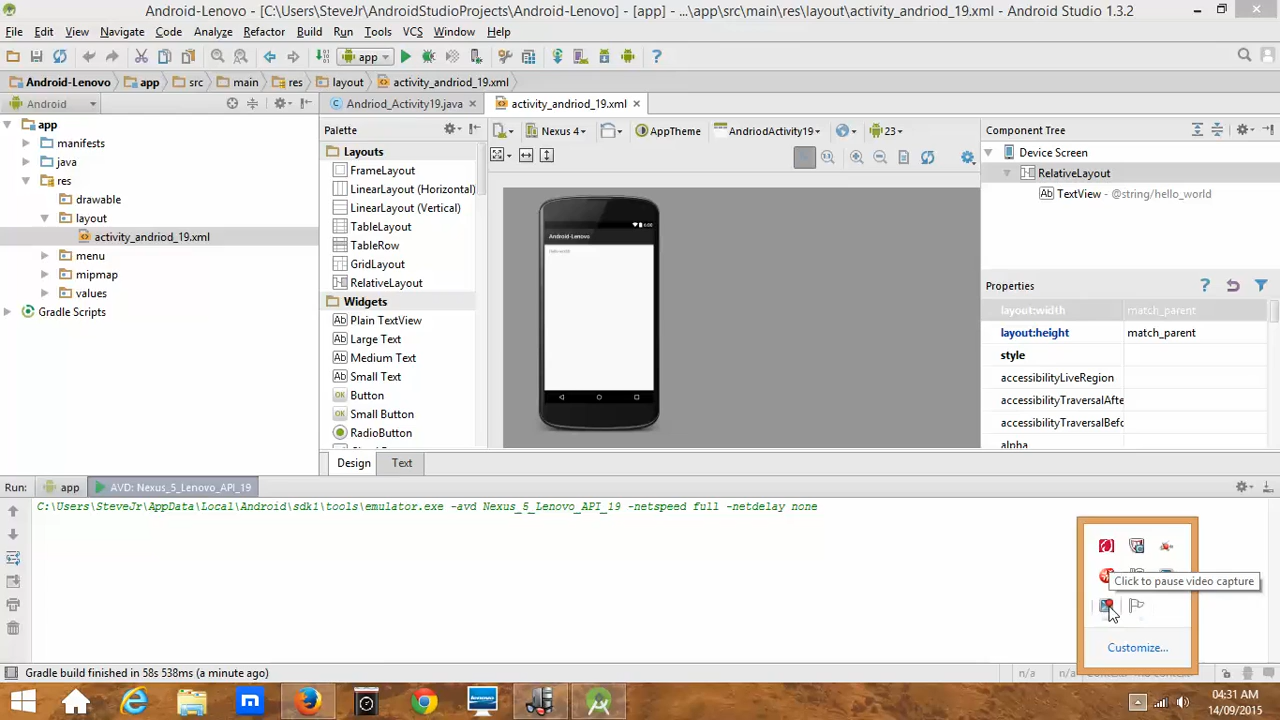 Android-Lenovo - [C:\Users\SteveJr\AndroidStudioProjects\Android-Lenovo] - [app] - ...\app\src\main\res\layout\activity_andriod_19.xml - Android Studio 1.3.2
File Edit View Navigate Code Analyze Refactor Build Run Tools VCS Window Help
app
Android-Lenovo app src main res layout activity_andriod_19.xml
Android
Andriod_Activity19.java activity_andriod_19.xml
app
manifests
java
res
drawable
layout
activity_andriod_19.xml
menu
mipmap
values
Gradle Scripts
Palette
Layouts
FrameLayout
LinearLayout (Horizontal)
LinearLayout (Vertical)
TableLayout
TableRow
GridLayout
RelativeLayout
Widgets
Plain TextView
Large Text
Medium Text
Small Text
Button
Small Button
RadioButton
Nexus 4 AppTheme AndriodActivity19 23
Android-Lenovo
Design Text
Component Tree
Device Screen
RelativeLayout
TextView - @string/hello_world
Properties
layout:width match_parent
layout:height match_parent
style
accessibilityLiveRegion
accessibilityTraversalAfte
accessibilityTraversalBefc
alpha
Run: app AVD: Nexus_5_Lenovo_API_19
C:\Users\SteveJr\AppData\Local\Android\sdk1\tools\emulator.exe -avd Nexus_5_Lenovo_API_19 -netspeed full -netdelay none
Click to pause video capture
Customize...
Gradle build finished in 58s 538ms (a minute ago)
n/a n/a
04:31 AM
14/09/2015